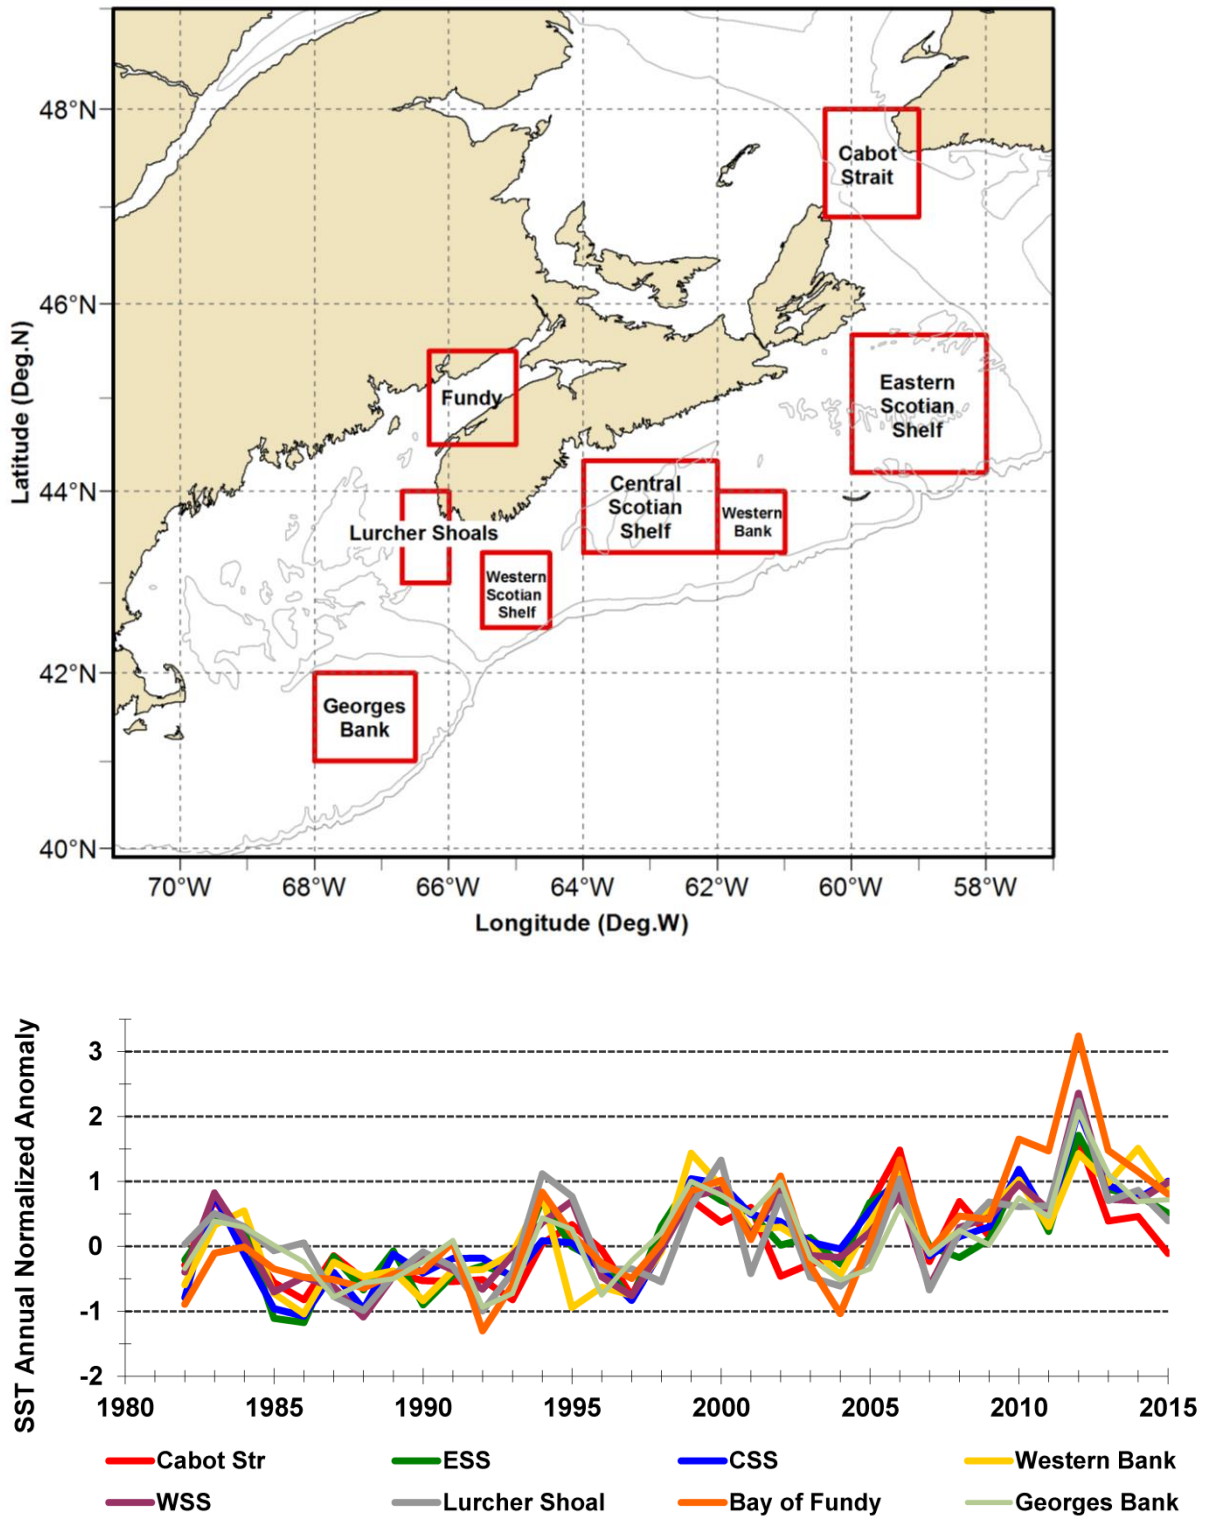 48°N
46°N
44°N
42°N
40°N
Latitude (Deg.N)
Cabot
Strait
Eastern
Scotian
Shelf
Fundy
Central
Scotian
Shelf
Western
Bank
Lurcher Shoals
Western
Scotian
Shelf
Georges
Bank
70°W 68°W 66°W 64°W 62°W 60°W 58°W
Longitude (Deg.W)
SST Annual Normalized Anomaly
3
2
1
0
-1
-2
1980 1985 1990 1995 2000 2005 2010 2015
Cabot Str ESS CSS Western Bank
WSS Lurcher Shoal Bay of Fundy Georges Bank